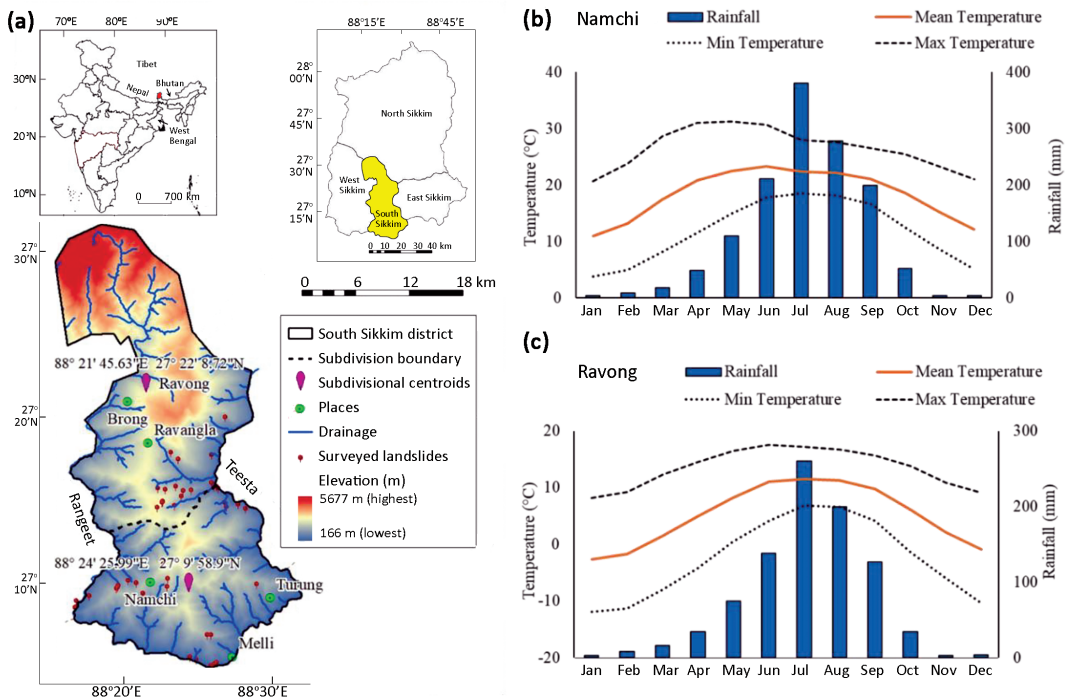 (a)
70°E 80°E 90°E
30°N
20°N
10°N
Tibet
Nepal
Bhutan
West
Bengal
0 700 km
88°15'E 88°45'E
28°
00'N
27°
45'N
27°
30'N
27°
15'N
North Sikkim
West
Sikkim
East Sikkim
South
Sikkim
0 10 20 30 40 km
0 6 12 18 km
27°
30'N
27°
20'N
27°
10'N
88° 21' 45.63"E 27° 22' 8.72"N
Ravong
Brong
Ravangla
Teesta
Rangeet
88° 24' 25.99"E 27° 9' 58.9"N
Namchi
Turung
Melli
88°20'E 88°30'E
South Sikkim district
Subdivision boundary
Subdivisional centroids
Places
Drainage
Surveyed landslides
Elevation (m)
5677 m (highest)
166 m (lowest)
(b) Namchi
Rainfall Mean Temperature
Min Temperature Max Temperature
40 400
30 300
20 200
10 100
0 0
Temperature (°C)
Rainfall (mm)
Jan Feb Mar Apr May Jun Jul Aug Sep Oct Nov Dec
(c)
Ravong
Rainfall Mean Temperature
Min Temperature Max Temperature
20 300
10 200
0
-10 100
-20 0
Temperature (°C)
Rainfall (mm)
Jan Feb Mar Apr May Jun Jul Aug Sep Oct Nov Dec